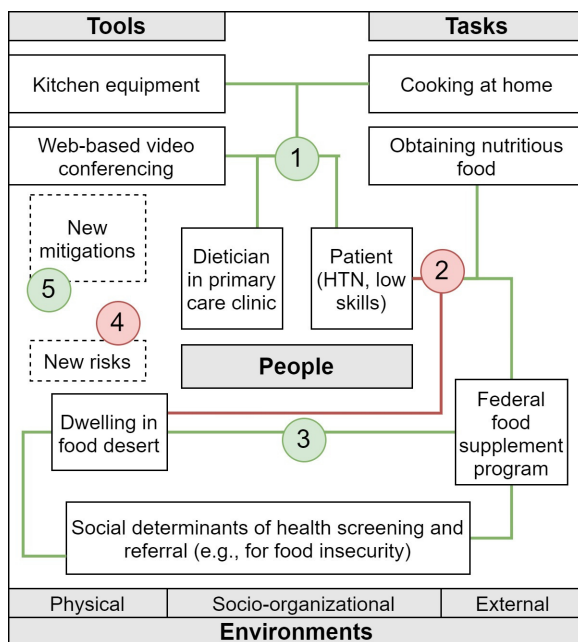 Tools
Tasks
Kitchen equipment
Cooking at home
Web-based video
conferencing
1
Obtaining nutritious
food
New
mitigations
5
Dietician
in primary
care clinic
Patient
(HTN, low
skills)
2
4
New risks
People
Dwelling in
food desert
3
Federal
food
supplement
program
Social determinants of health screening and
referral (e.g., for food insecurity)
Physical
Socio-organizational
External
Environments